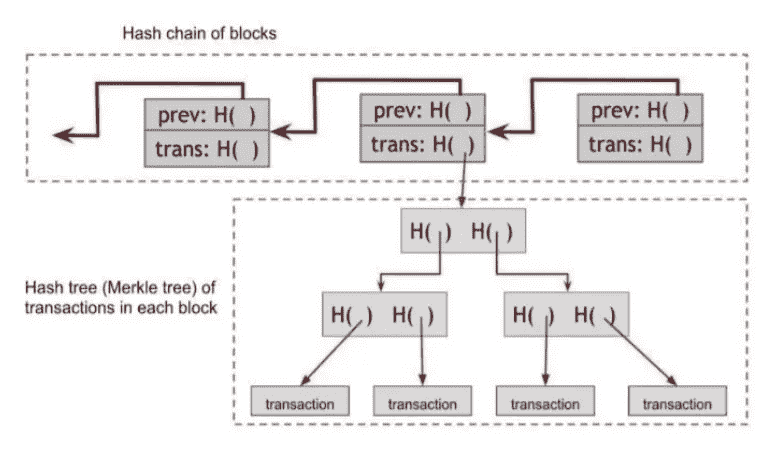 Hash chain of blocks
prev: H( )
trans: H( )
prev: H( )
trans: H( )
prev: H( )
trans: H( )
H( ) H( )
Hash tree (Merkle tree) of
transactions in each block
H( ) H( )
H( ) H( )
transaction
transaction
transaction
transaction